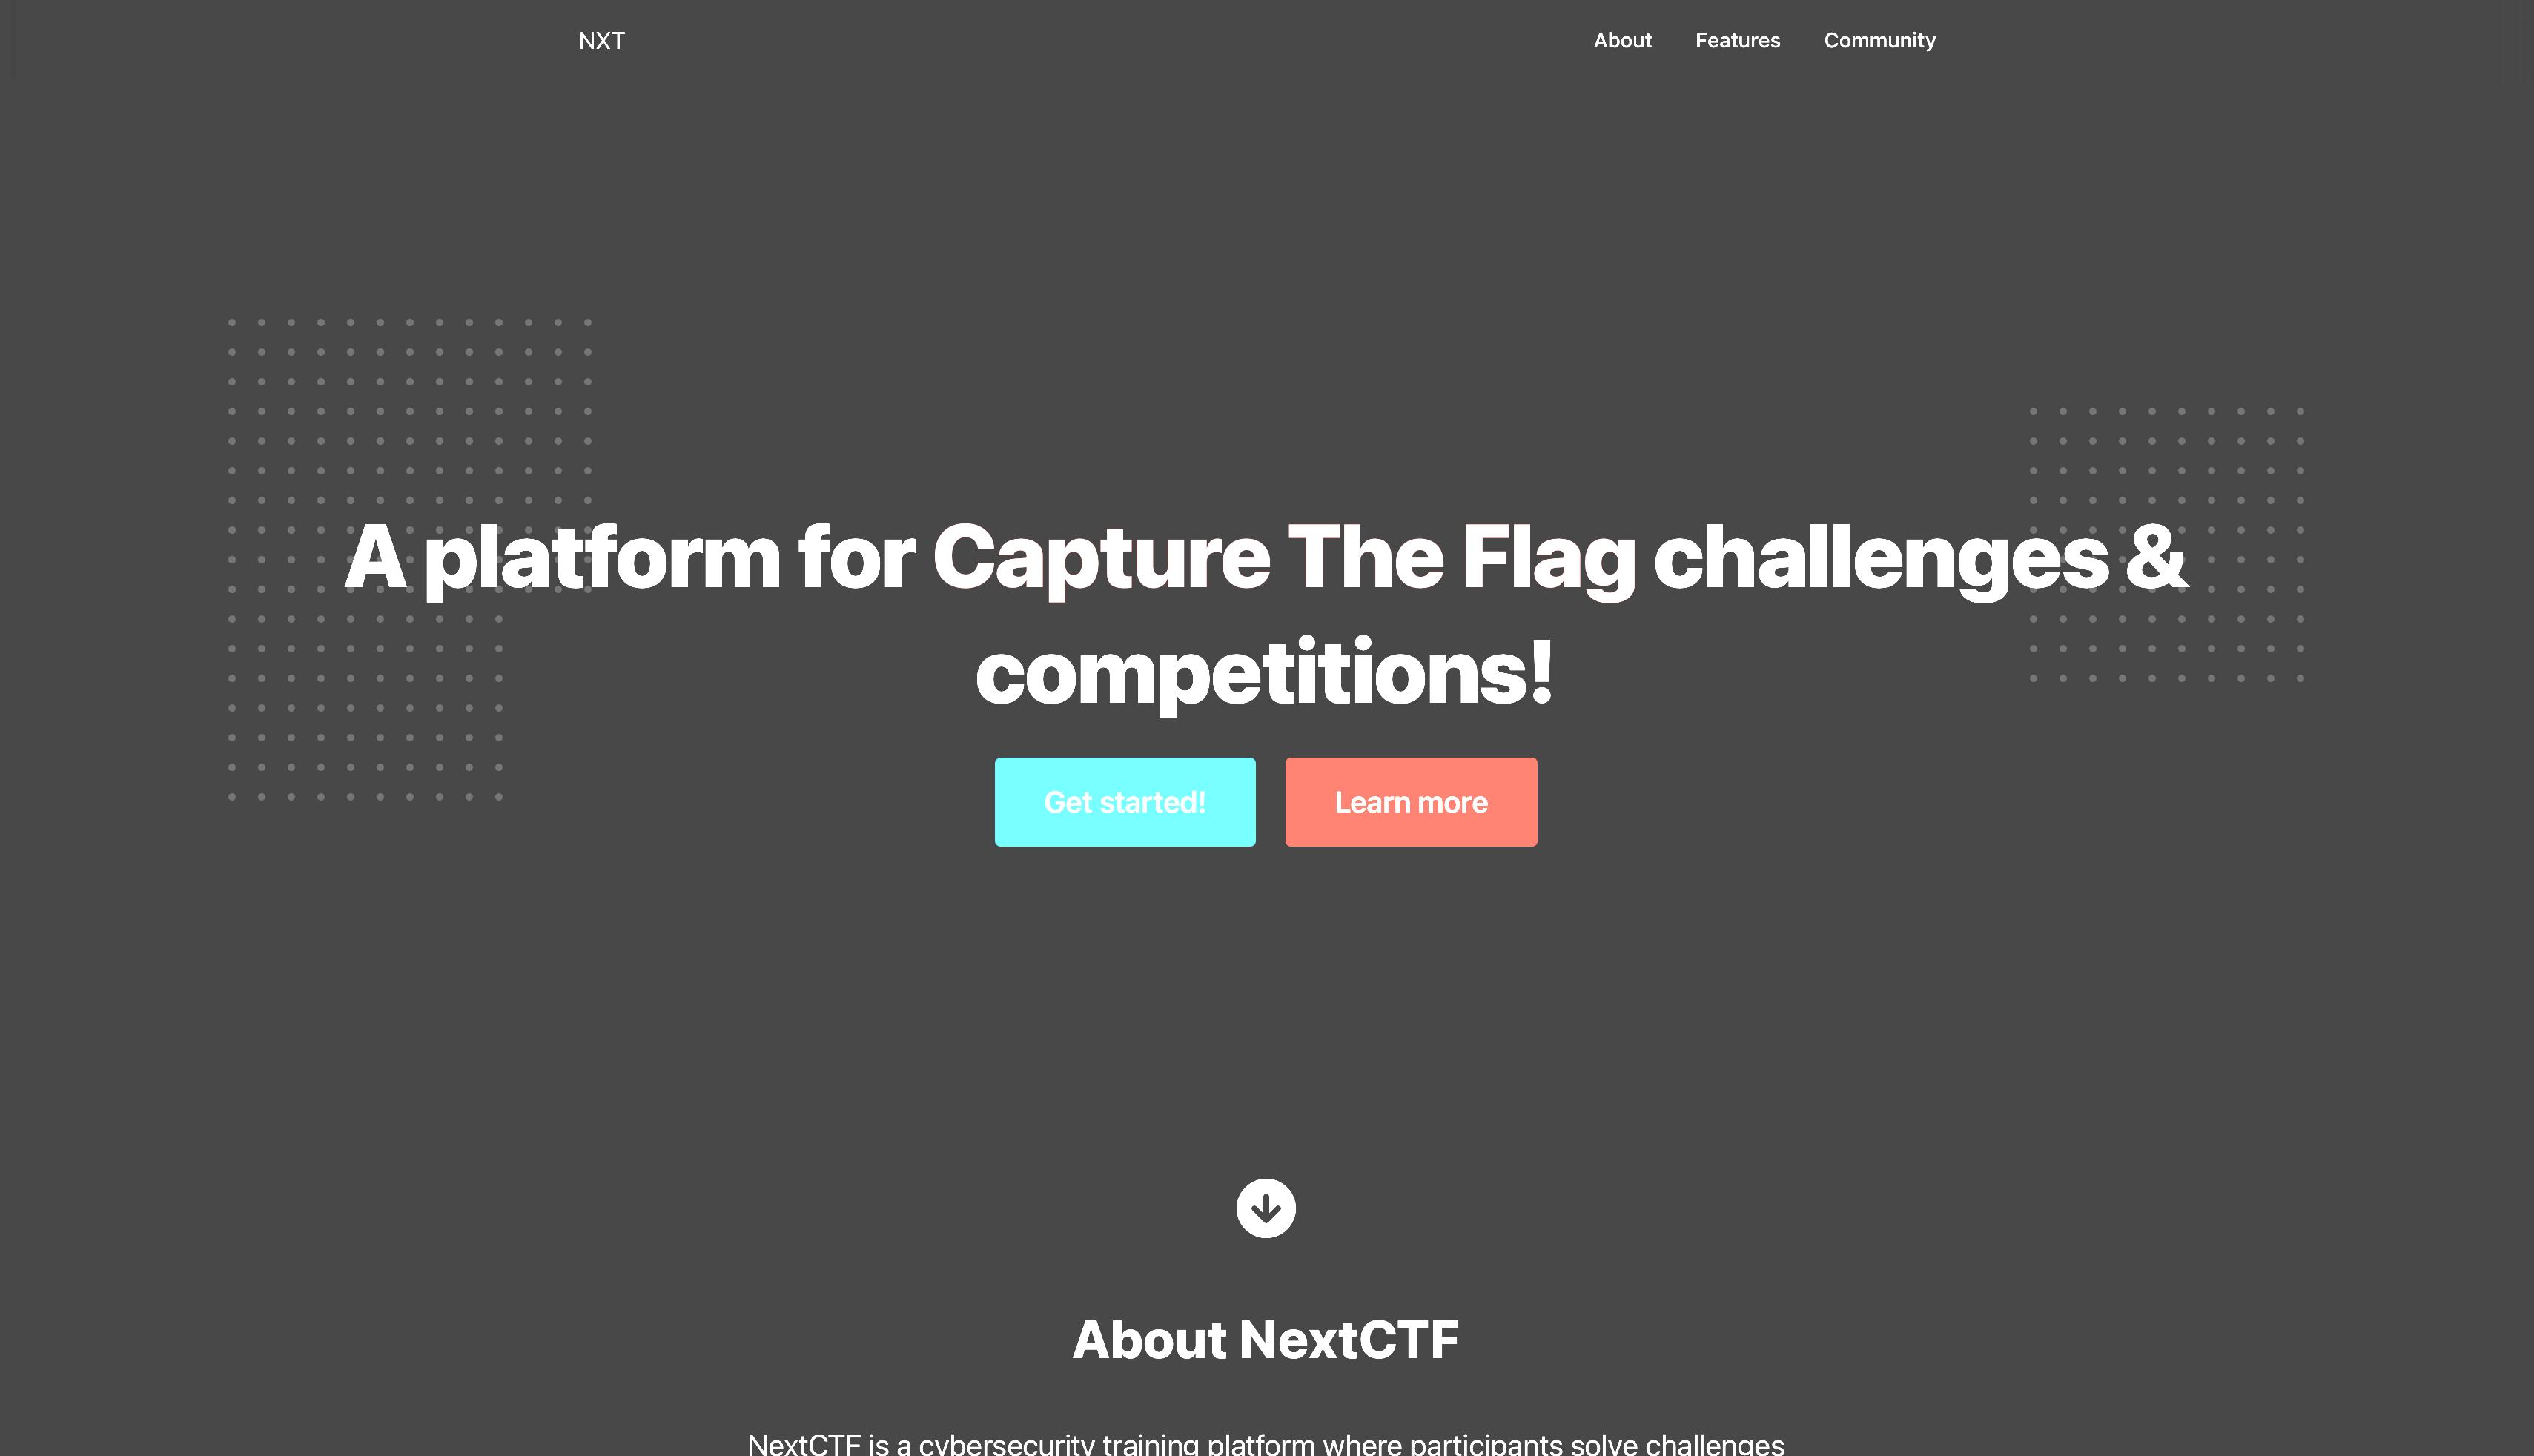 NXT
About Features Community
A platform for Capture The Flag challenges &
competitions!
Get started! Learn more
About NextCTF
NextCTF is a cybersecurity training platform where participants solve challenges